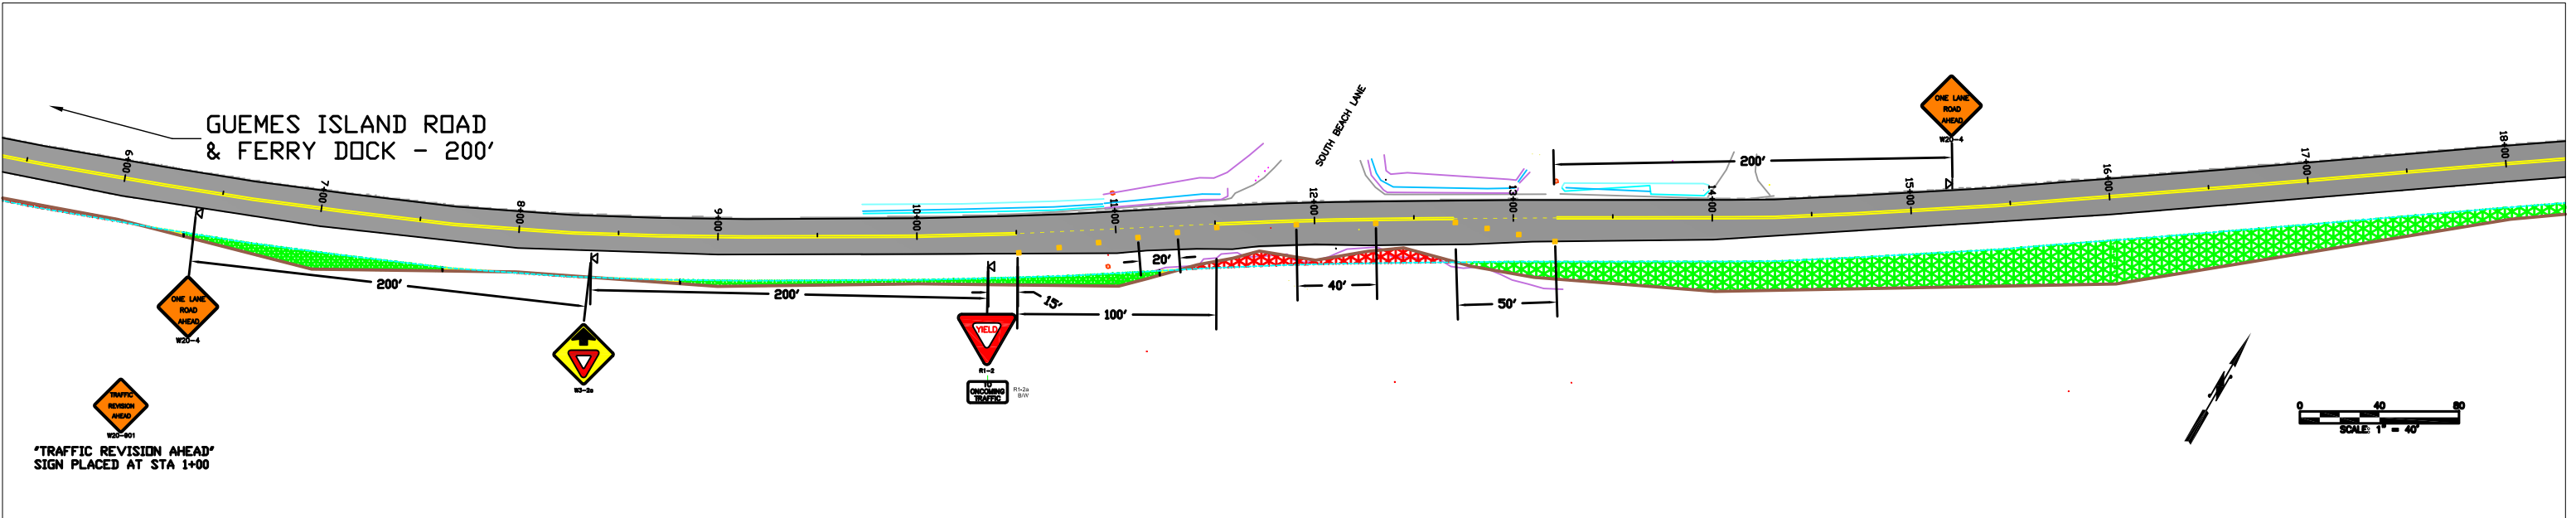 GUEMES ISLAND ROAD
& FERRY DOCK - 200'
SOUTH BEACH LANE
6+00
7+00
8+00
9+00
10+00
11+00
12+00
13+00
14+00
15+00
16+00
17+00
18+00
ONE LANE
ROAD
AHEAD
W20-4
200'
ONE LANE
ROAD
AHEAD
W20-4
200'
W3-2a
200'
15'
100'
20'
40'
50'
YIELD
R1-2
TO
ONCOMING
TRAFFIC
R1-2a
B/W
TRAFFIC
REVISION
AHEAD
W20-901
"TRAFFIC REVISION AHEAD"
SIGN PLACED AT STA 1+00
0 40 80
SCALE: 1" = 40'